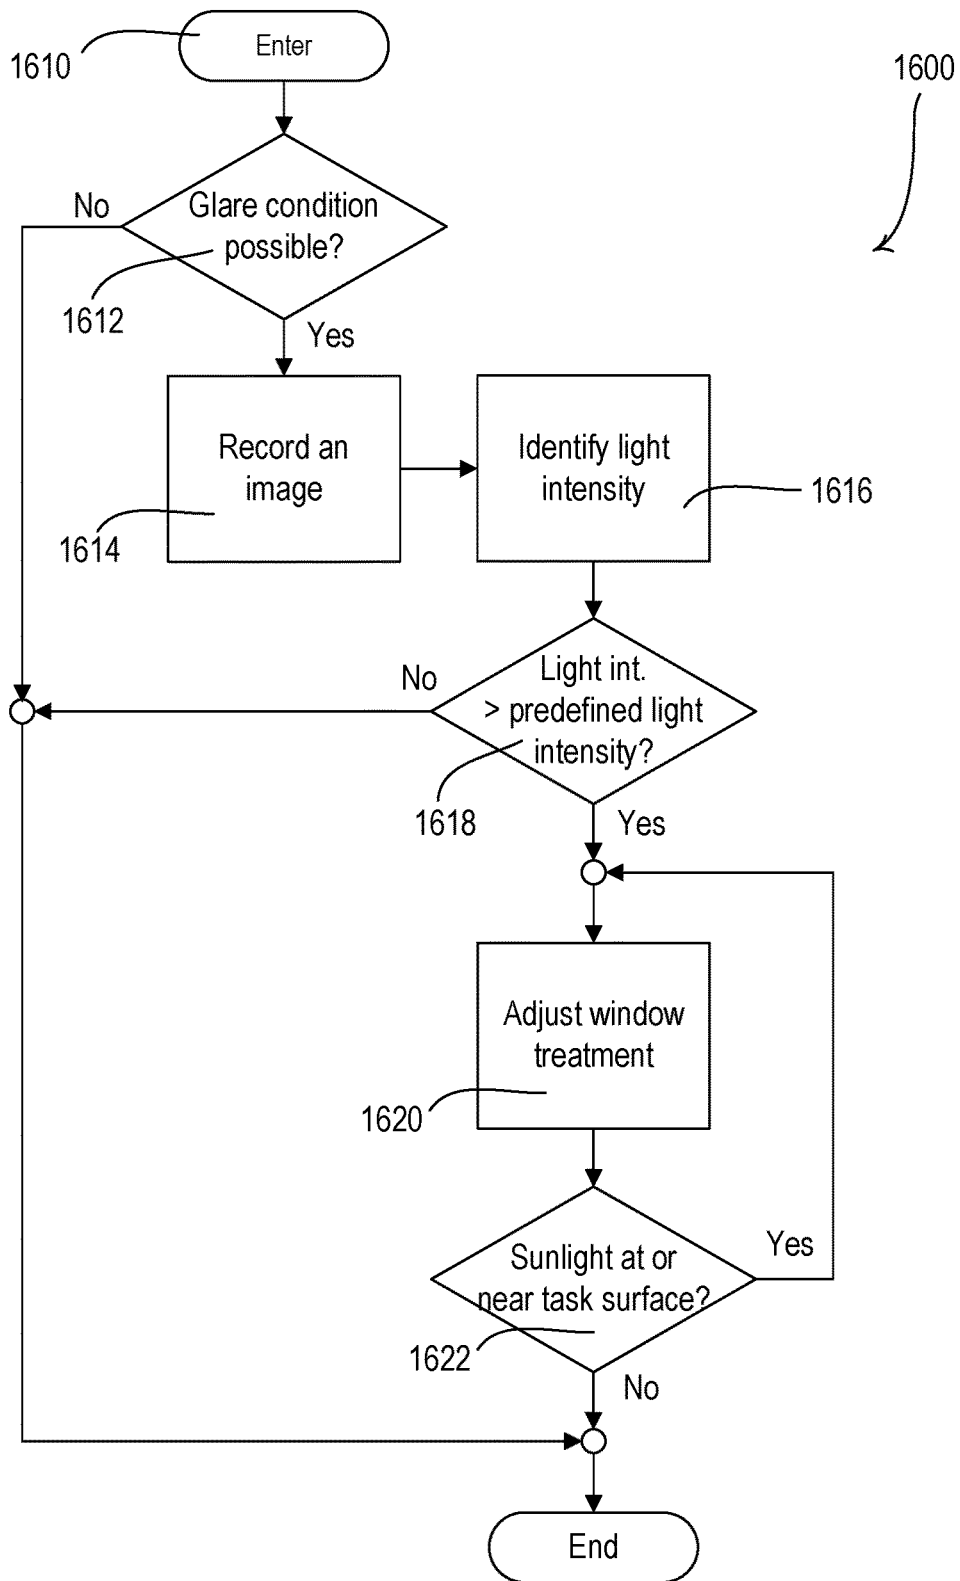 Enter
1610
1600
No
Glare condition
possible?
1612
Yes
Record an
image
1614
Identify light
intensity
1616
No
Light int.
> predefined light
intensity?
1618
Yes
Adjust window
treatment
1620
Yes
Sunlight at or
near task surface?
1622
No
End